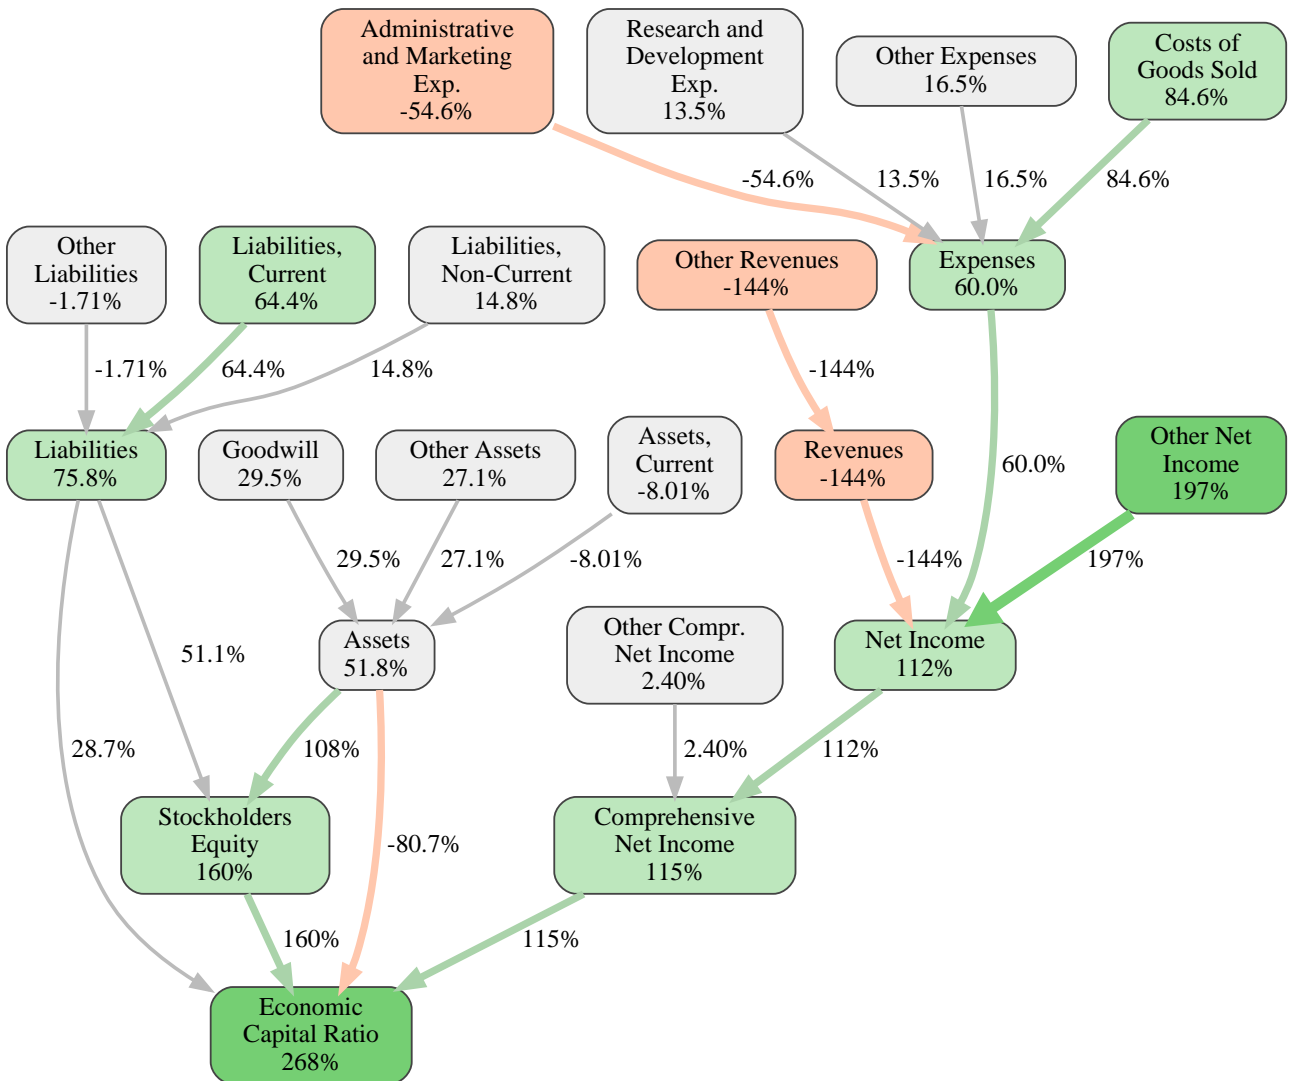 Administrative
and Marketing
Exp.
-54.6%
Research and
Development
Exp.
13.5%
Other Expenses
16.5%
Costs of
Goods Sold
84.6%
-54.6%
13.5%
16.5%
84.6%
Other
Liabilities
-1.71%
Liabilities,
Current
64.4%
Liabilities,
Non-Current
14.8%
Other Revenues
-144%
Expenses
60.0%
-1.71%
64.4%
14.8%
-144%
Liabilities
75.8%
Goodwill
29.5%
Other Assets
27.1%
Assets,
Current
-8.01%
Revenues
-144%
60.0%
Other Net
Income
197%
29.5%
27.1%
-8.01%
-144%
197%
51.1%
Assets
51.8%
Other Compr.
Net Income
2.40%
Net Income
112%
28.7%
108%
2.40%
112%
Stockholders
Equity
160%
-80.7%
Comprehensive
Net Income
115%
160%
115%
Economic
Capital Ratio
268%